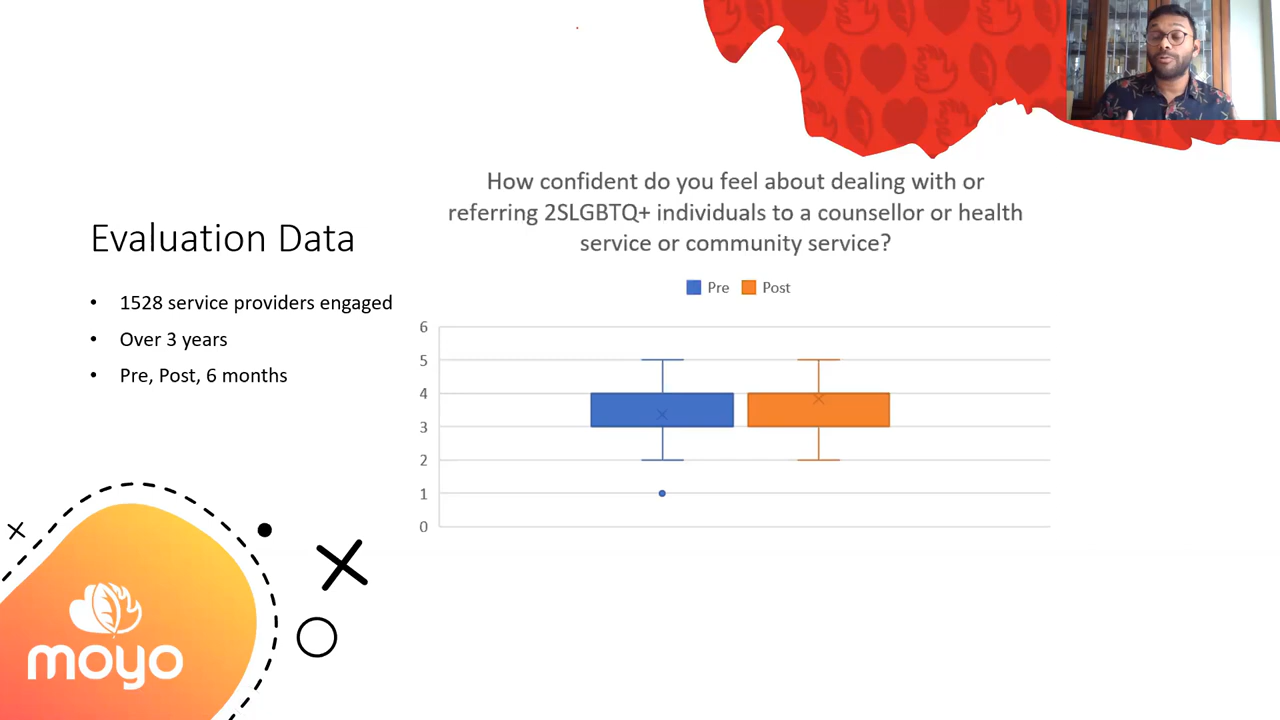 How confident do you feel about dealing with or
referring 2SLGBTQ+ individuals to a counsellor or health
service or community service?
Evaluation Data
• 1528 service providers engaged
• Over 3 years
• Pre, Post, 6 months
Pre Post
6
5
4
3
2
1
0
moyo